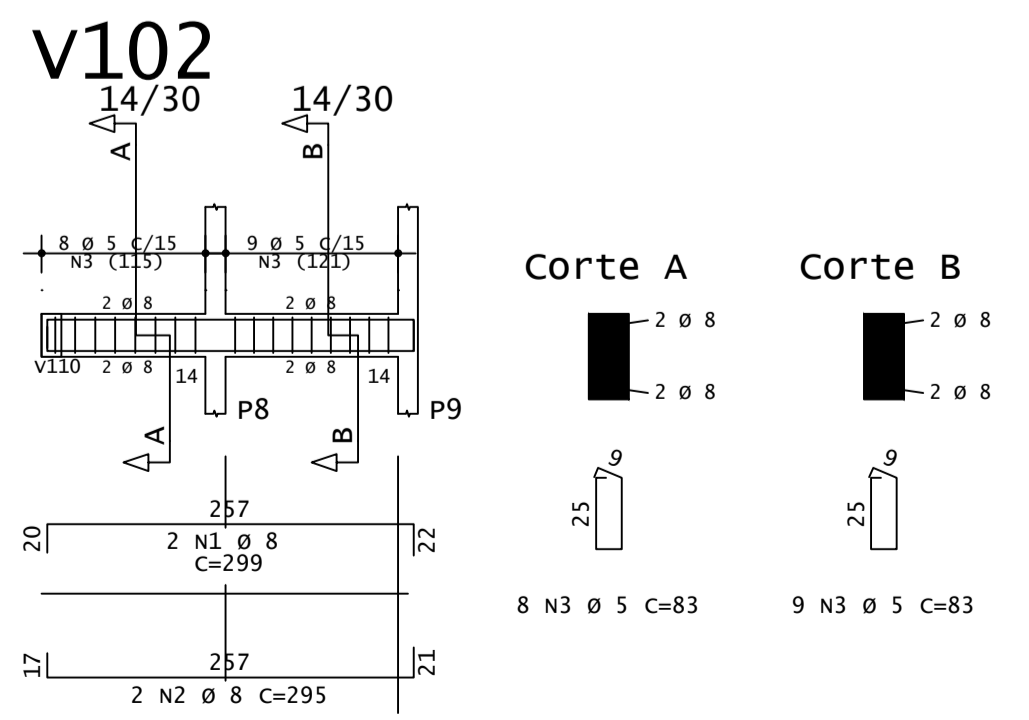 V102
14/30 14/30
A B
8 Ø 5 C/15 9 Ø 5 C/15
N3 (115) N3 (121)
2 Ø 8 2 Ø 8
V110 2 Ø 8 14 2 Ø 8 14
P8 P9
A B
257
20 22
2 N1 Ø 8
C=299
257
17 21
2 N2 Ø 8 C=295
Corte A
2 Ø 8
2 Ø 8
9
25
8 N3 Ø 5 C=83
Corte B
2 Ø 8
2 Ø 8
9
25
9 N3 Ø 5 C=83